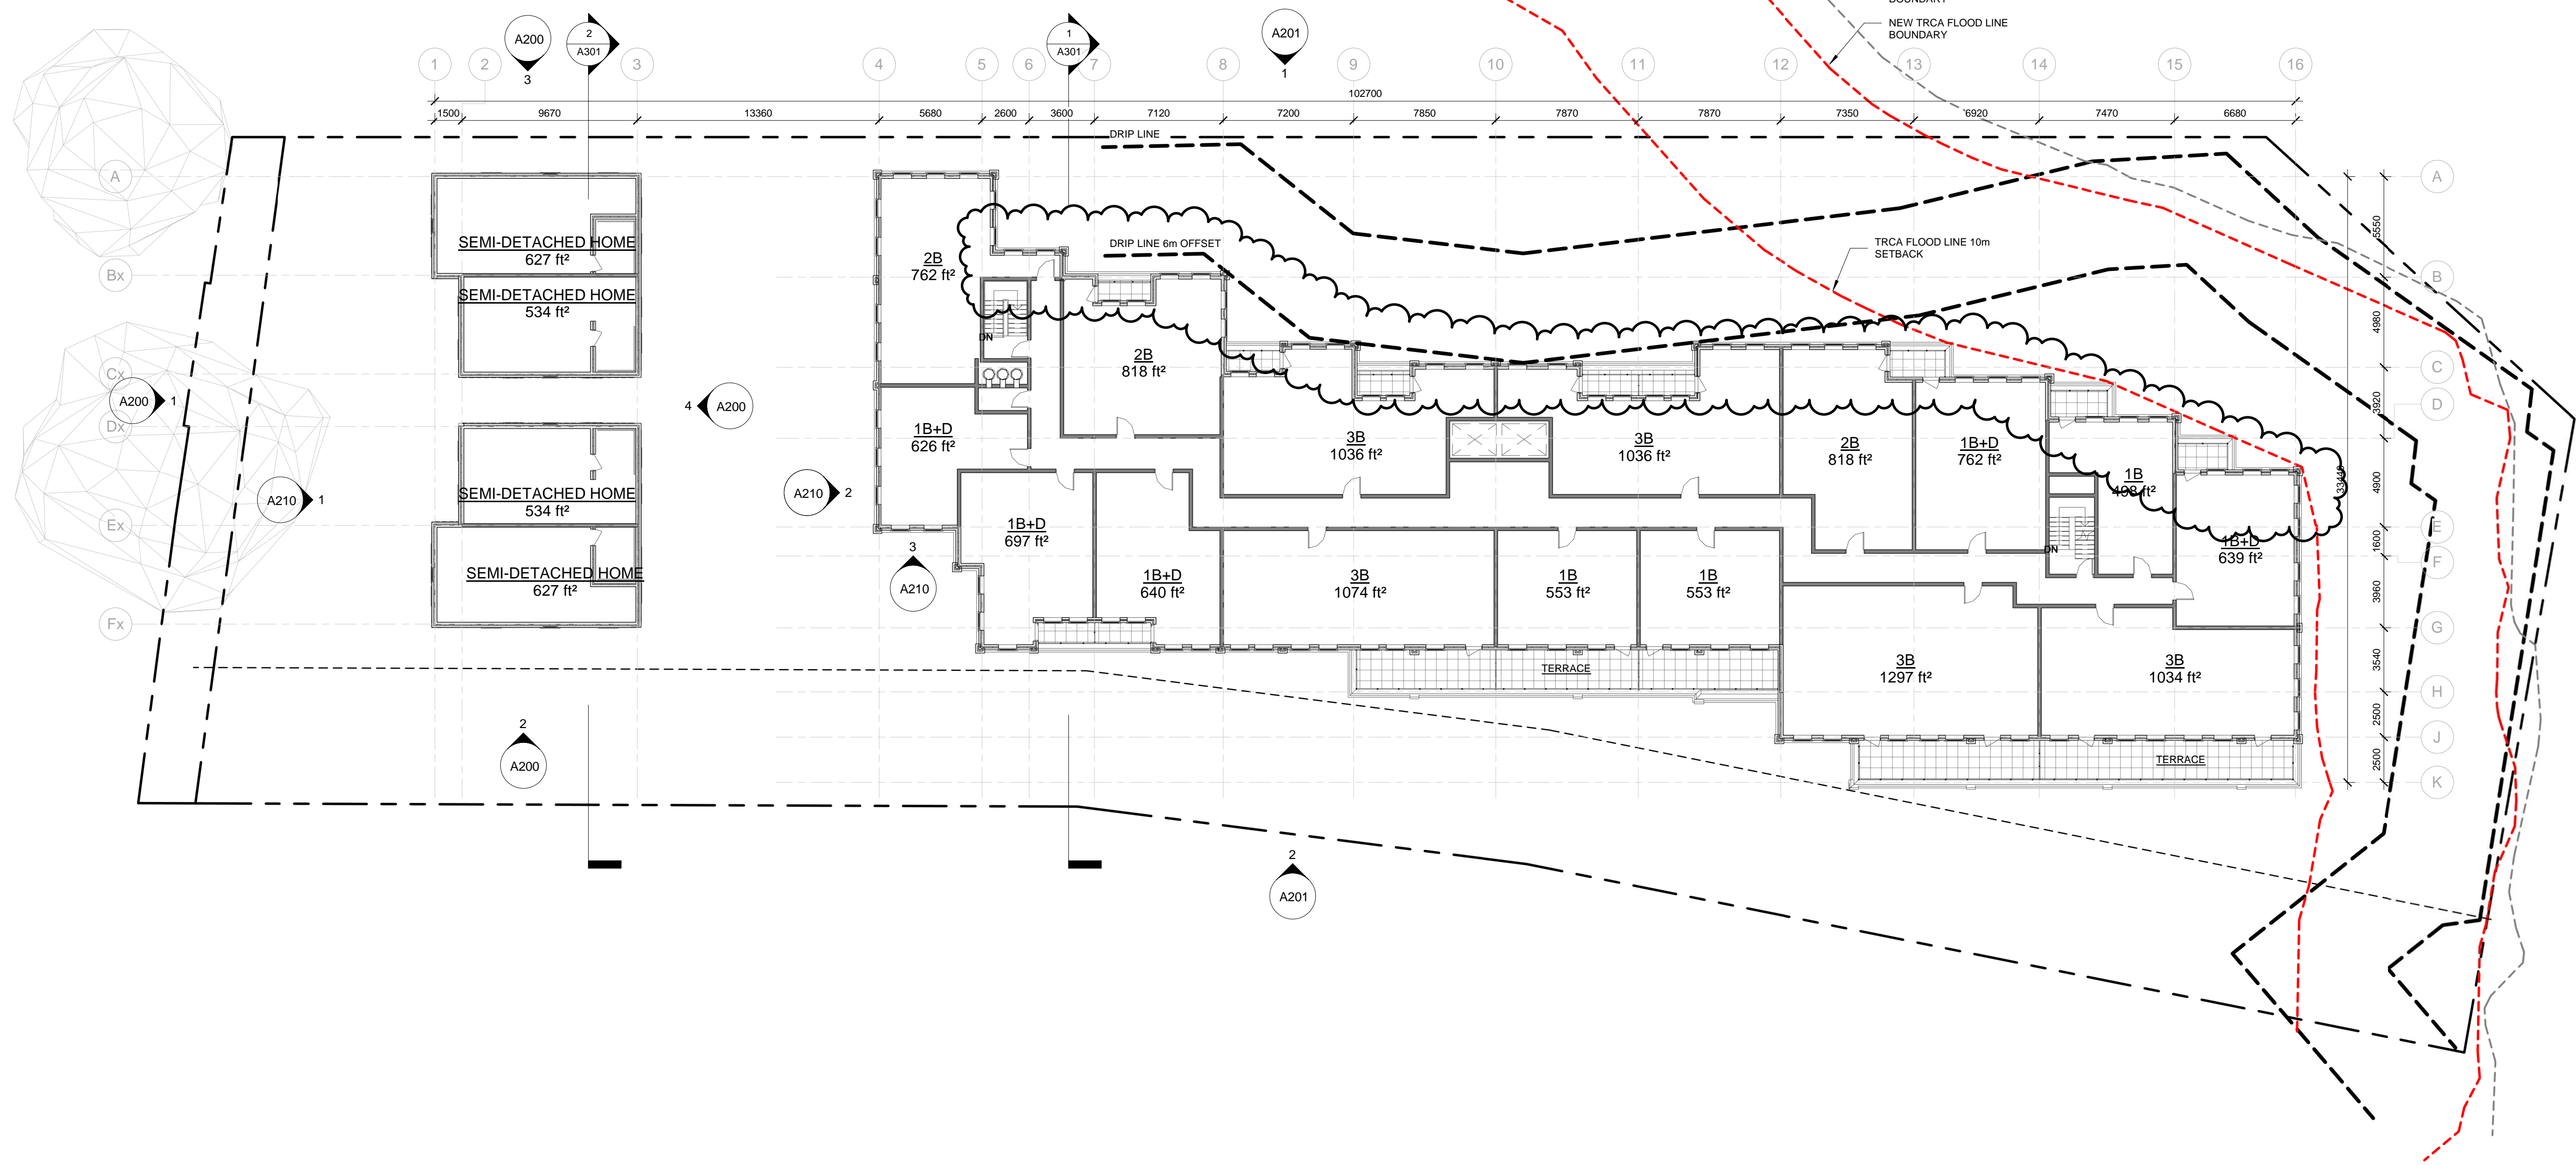 BOUNDARY
NEW TRCA FLOOD LINE
BOUNDARY
A200
3
2
A301
1
A301
A201
1
1
2
3
4
5
6
7
8
9
10
11
12
13
14
15
16
102700
1500
9670
13360
5680
2600
3600
7120
7200
7850
7870
7870
7350
6920
7470
6680
DRIP LINE
DRIP LINE 6m OFFSET
TRCA FLOOD LINE 10m
SETBACK
A
Bx
Cx
Dx
Ex
Fx
A200
1
A210
1
SEMI-DETACHED HOME
627 ft²
SEMI-DETACHED HOME
534 ft²
SEMI-DETACHED HOME
534 ft²
SEMI-DETACHED HOME
627 ft²
4
A200
A210
2
3
A210
2
A200
2
A201
2B
762 ft²
DN
2B
818 ft²
1B+D
626 ft²
3B
1036 ft²
3B
1036 ft²
2B
818 ft²
1B+D
762 ft²
1B
498 ft²
DN
1B+D
639 ft²
1B+D
697 ft²
1B+D
640 ft²
3B
1074 ft²
1B
553 ft²
1B
553 ft²
3B
1297 ft²
3B
1034 ft²
TERRACE
TERRACE
33448
5550
4980
3920
4900
1600
3960
3540
2500
2500
A
B
C
D
E
F
G
H
J
K